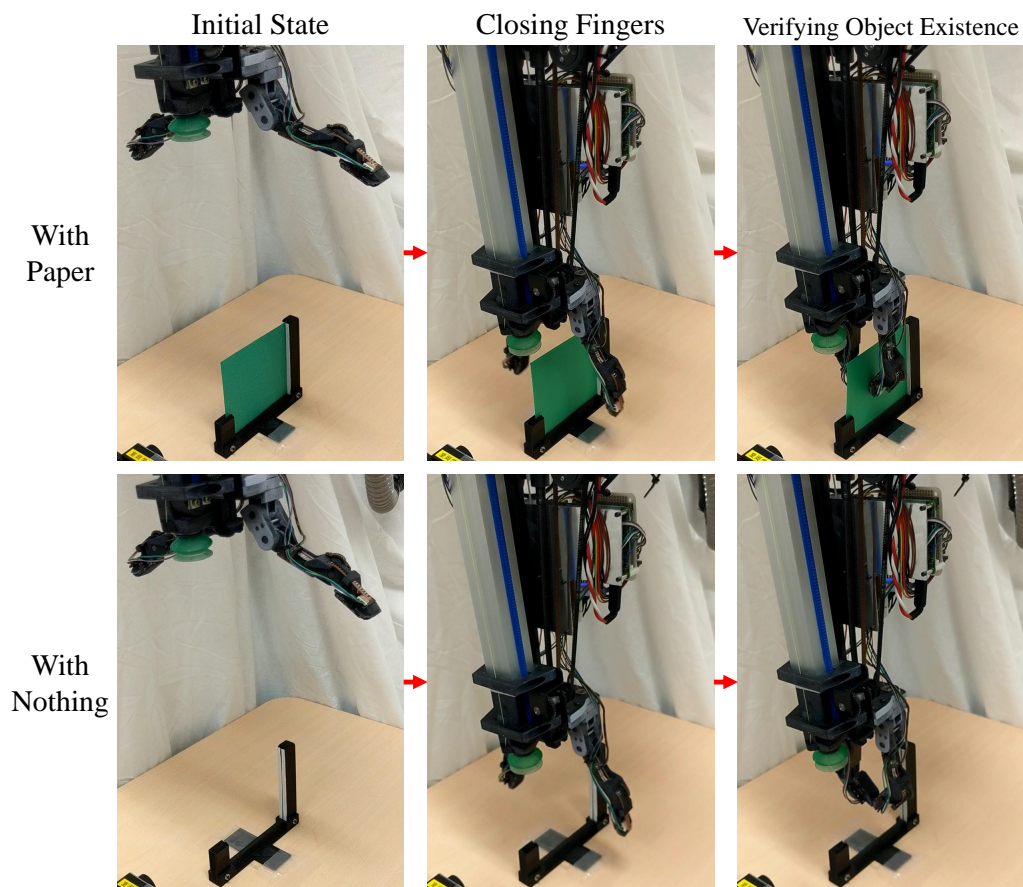 Initial State
Closing Fingers
Verifying Object Existence
With
Paper
With
Nothing